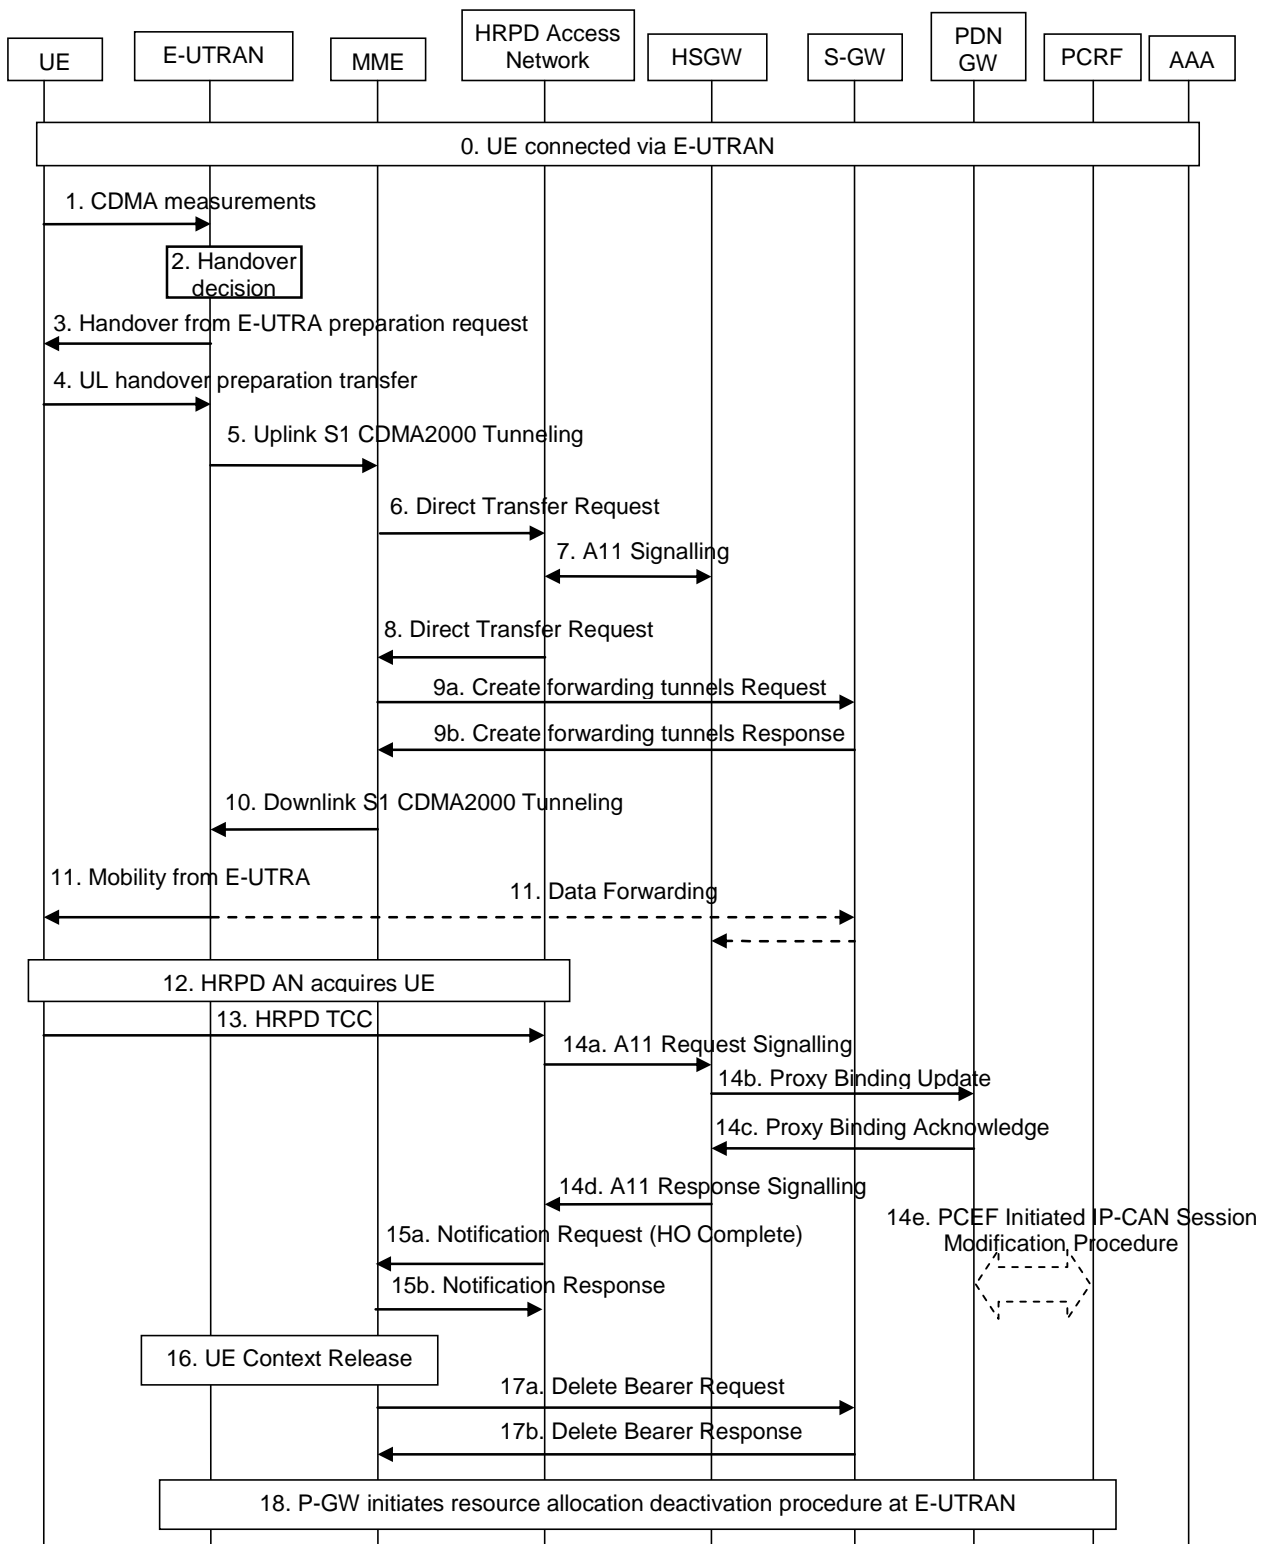 UE
E-UTRAN
MME
HRPD Access
Network
HSGW
S-GW
PDN
GW
PCRF
AAA
0. UE connected via E-UTRAN
1. CDMA measurements
2. Handover
decision
3. Handover from E-UTRA preparation request
4. UL handover preparation transfer
5. Uplink S1 CDMA2000 Tunneling
6. Direct Transfer Request
7. A11 Signalling
8. Direct Transfer Request
9a. Create forwarding tunnels Request
9b. Create forwarding tunnels Response
10. Downlink S1 CDMA2000 Tunneling
11. Mobility from E-UTRA
11. Data Forwarding
12. HRPD AN acquires UE
13. HRPD TCC
14a. A11 Request Signalling
14b. Proxy Binding Update
14c. Proxy Binding Acknowledge
14d. A11 Response Signalling
14e. PCEF Initiated IP-CAN Session
Modification Procedure
15a. Notification Request (HO Complete)
15b. Notification Response
16. UE Context Release
17a. Delete Bearer Request
17b. Delete Bearer Response
18. P-GW initiates resource allocation deactivation procedure at E-UTRAN